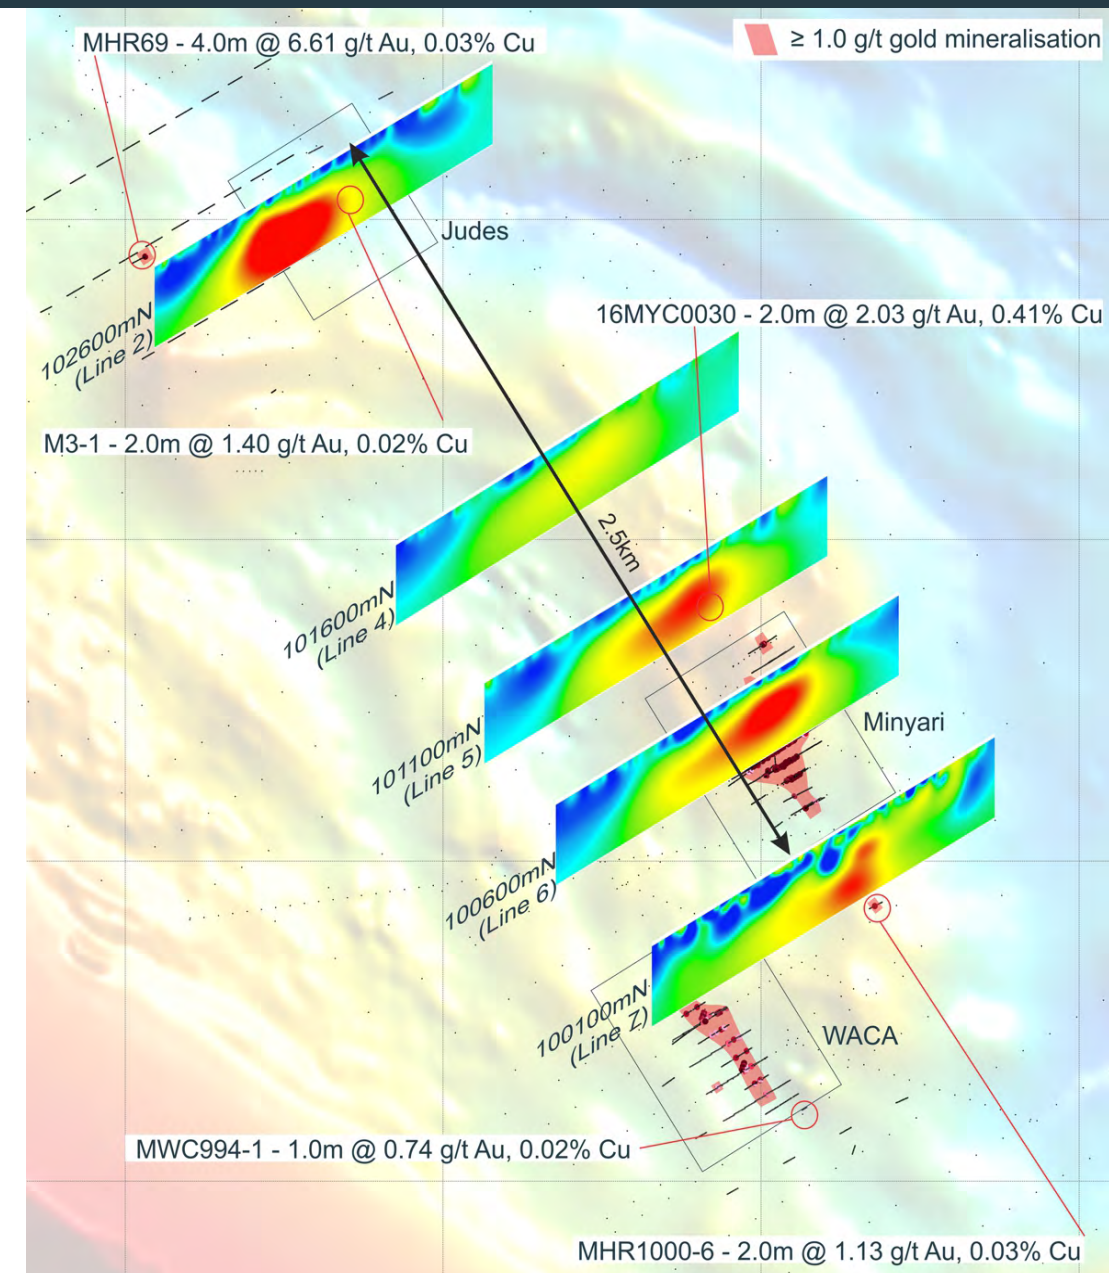 MHR69 - 4.0m @ 6.61 g/t Au, 0.03% Cu
≥ 1.0 g/t gold mineralisation
Judes
102600mN
(Line 2)
16MYC0030 - 2.0m @ 2.03 g/t Au, 0.41% Cu
M3-1 - 2.0m @ 1.40 g/t Au, 0.02% Cu
2.5km
101600mN
(Line 4)
101100mN
(Line 5)
Minyari
100600mN
(Line 6)
100100mN
(Line Z)
WACA
MWC994-1 - 1.0m @ 0.74 g/t Au, 0.02% Cu
MHR1000-6 - 2.0m @ 1.13 g/t Au, 0.03% Cu